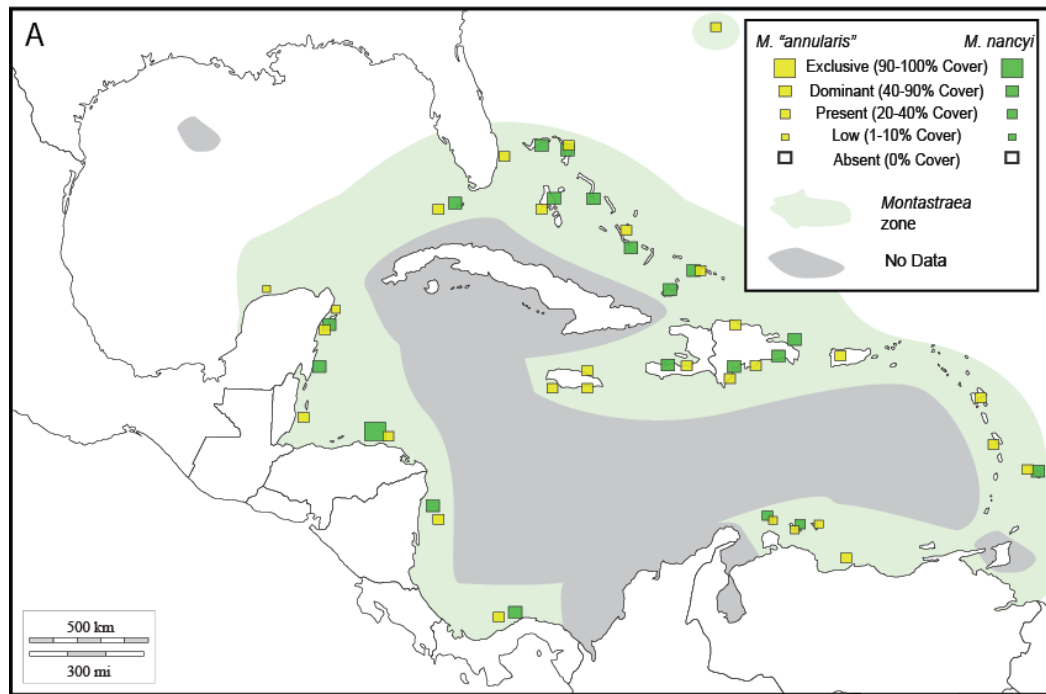 A
M. "annularis" M. nancyi
Exclusive (90-100% Cover)
Dominant (40-90% Cover)
Present (20-40% Cover)
Low (1-10% Cover)
Absent (0% Cover)
Montastraea
zone
No Data
500 km
300 mi